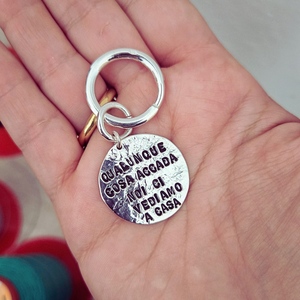 QUALUNQUE
COSA ACCADA
NOI CI
VEDIAMO
A CASA